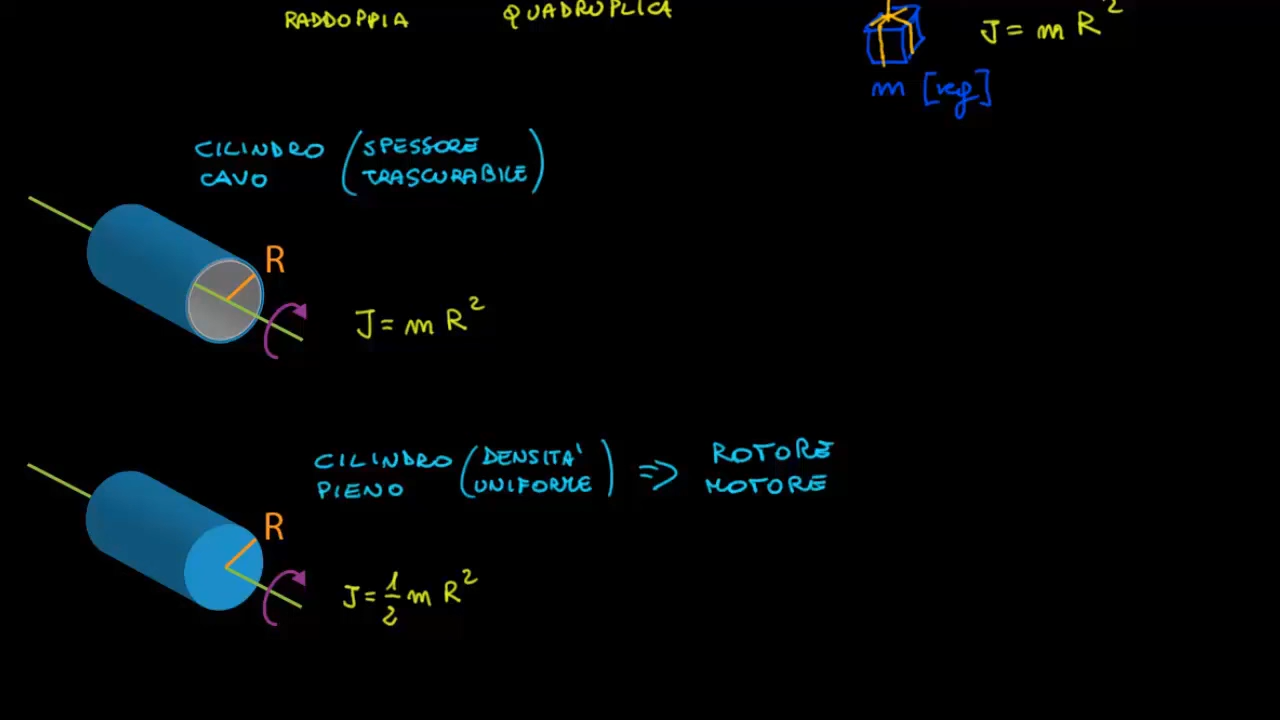 RADDOPPIA QUADRUPLICA
J = m R²
m [kg]
CILINDRO CAVO (SPESSORE TRASCURABILE)
R
J = m R²
CILINDRO PIENO (DENSITA' UNIFORME) => ROTORE MOTORE
R
J = 1/2 m R²